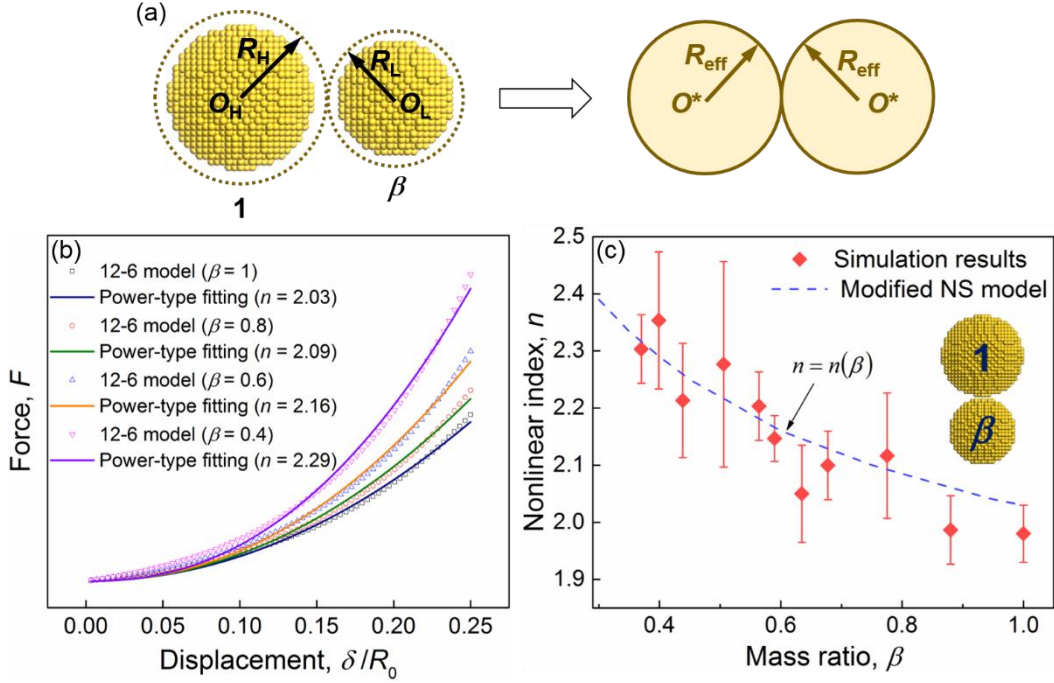 (a)
R_H
O_H
1
R_L
O_L
β
R_eff
O*
R_eff
O*
(b)
12-6 model (β = 1)
Power-type fitting (n = 2.03)
12-6 model (β = 0.8)
Power-type fitting (n = 2.09)
12-6 model (β = 0.6)
Power-type fitting (n = 2.16)
12-6 model (β = 0.4)
Power-type fitting (n = 2.29)
Force, F
0.00 0.05 0.10 0.15 0.20 0.25
Displacement, δ/R₀
(c)
Simulation results
Modified NS model
n = n(β)
1
β
Nonlinear index, n
2.5
2.4
2.3
2.2
2.1
2.0
1.9
0.4 0.6 0.8 1.0
Mass ratio, β